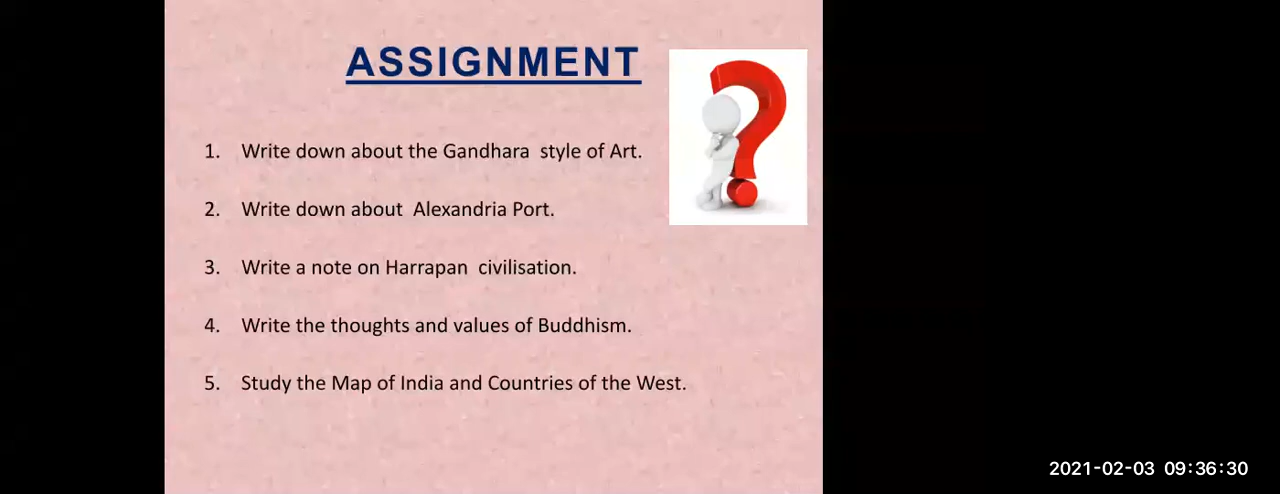 ASSIGNMENT
1. Write down about the Gandhara style of Art.
2. Write down about Alexandria Port.
3. Write a note on Harrapan civilisation.
4. Write the thoughts and values of Buddhism.
5. Study the Map of India and Countries of the West.
2021-02-03 09:36:30